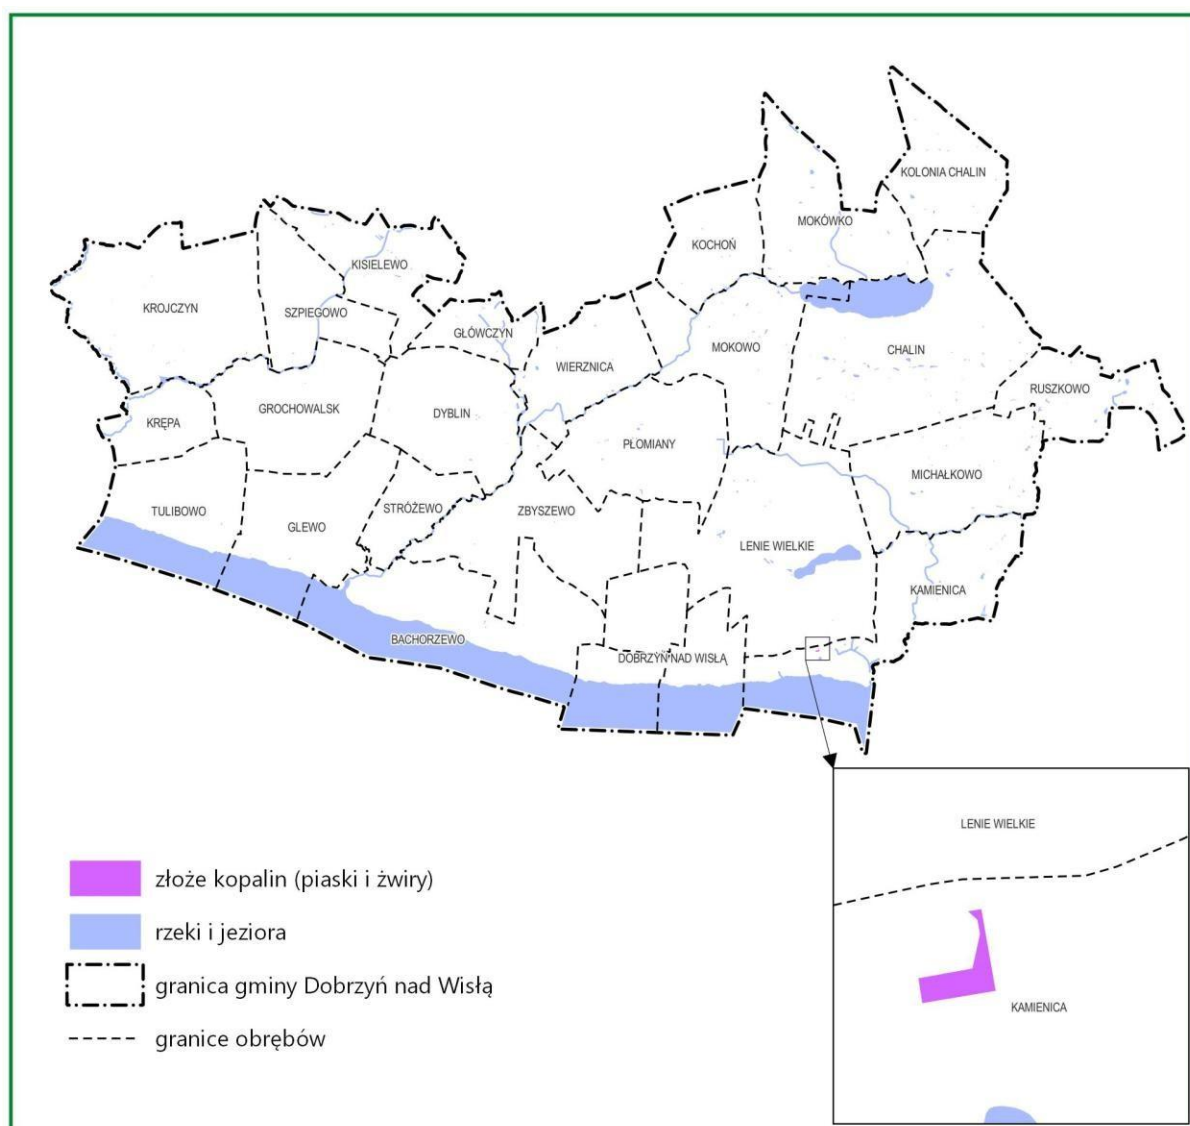 KOLONIA CHALIN
MOKÓWKO
KOCHOŃ
KISIELEWO
KROJCZYN
SZPIEGOWO
GŁÓWCZYN
MOKOWO
CHALIN
WIERZNICA
RUSZKOWO
GROCHOWALSK
DYBLIN
KRĘPA
PŁOMIANY
MICHAŁKOWO
TULIBOWO
STRÓŻEWO
ZBYSZEWO
GLEWO
LENIE WIELKIE
KAMIENICA
BACHORZEWO
DOBRZYŃ NAD WISŁĄ
LENIE WIELKIE
KAMIENICA
złoże kopalin (piaski i żwiry)
rzeki i jeziora
granica gminy Dobrzyń nad Wisłą
granice obrębów